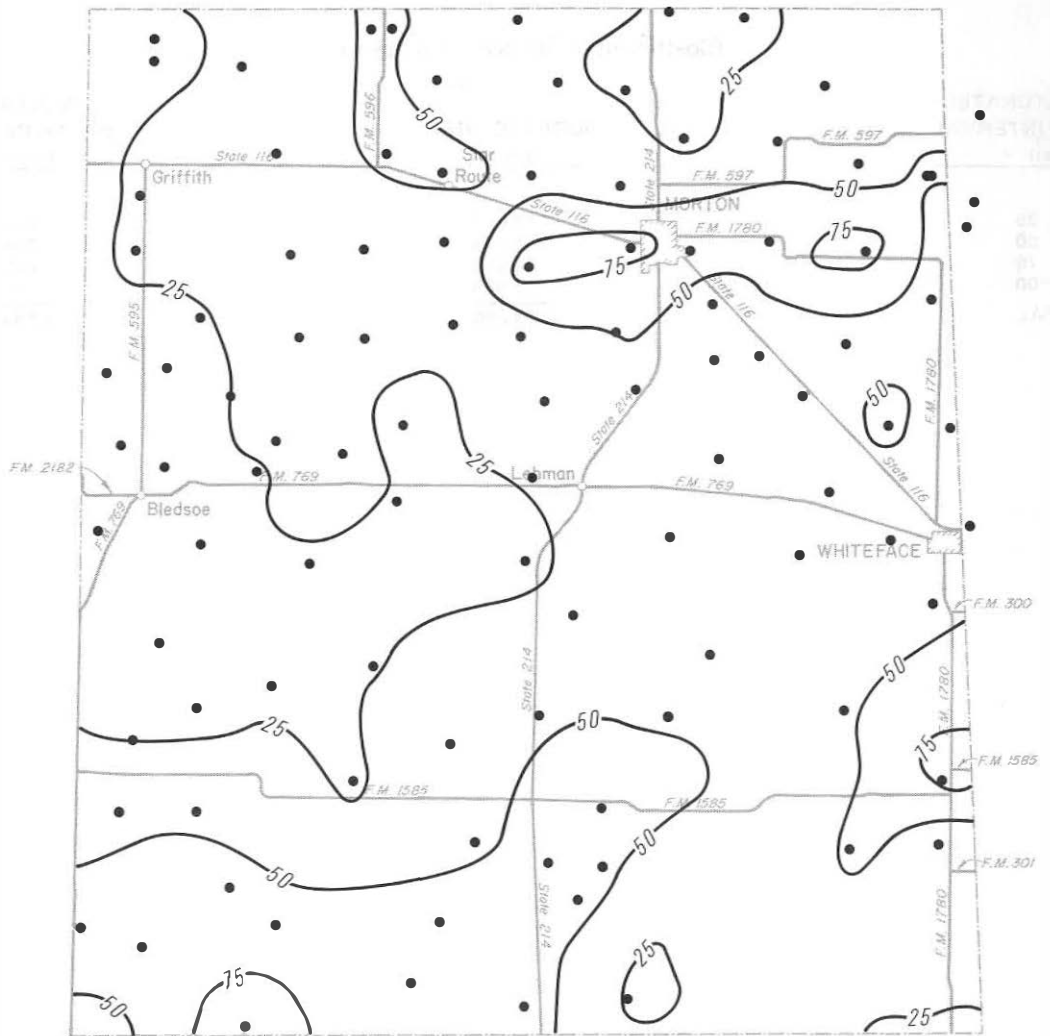 25
50
F.M. 596
State 214
F.M. 597
State 116
Star
Route
Griffith
F.M. 597
50
MORTON
State 116
F.M. 1780
75
75
25
50
State 116
F.M. 595
F.M. 1780
50
State 214
25
F.M. 2182
F.M. 769
Lehman
F.M. 769
State 116
Bledsoe
F.M. 769
WHITEFACE
F.M. 300
State 214
50
F.M. 1780
25
50
75
F.M. 1585
F.M. 1585
F.M. 1585
50
F.M. 301
50
State 214
F.M. 1780
25
75
50
25